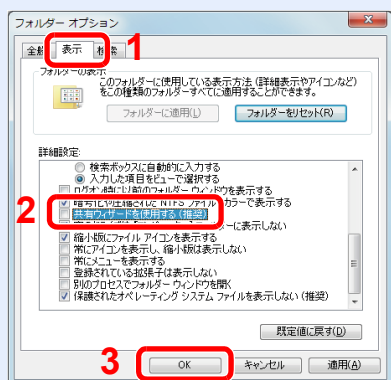 フォルダー オプション
全般 表示 検索
1
フォルダーの表示
このフォルダーに使用している表示方法(詳細表示やアイコンなど)
をこの種類のフォルダーすべてに適用することができます。
フォルダーに適用(L) フォルダーをリセット(R)
詳細設定:
検索ボックスに自動的に入力する
入力した項目をビューで選択する
ログオン時に以前のフォルダー ウィンドウを表示する
暗号化や圧縮された NTFS ファイル カラーで表示する
2
共有ウィザードを使用する (推奨)
ーに表示しない
縮小版にファイル アイコンを表示する
常にアイコンを表示し、縮小版は表示しない
常にメニューを表示する
登録されている拡張子は表示しない
別のプロセスでフォルダー ウィンドウを開く
保護されたオペレーティング システム ファイルを表示しない (推奨)
既定値に戻す(D)
3
OK キャンセル 適用(A)